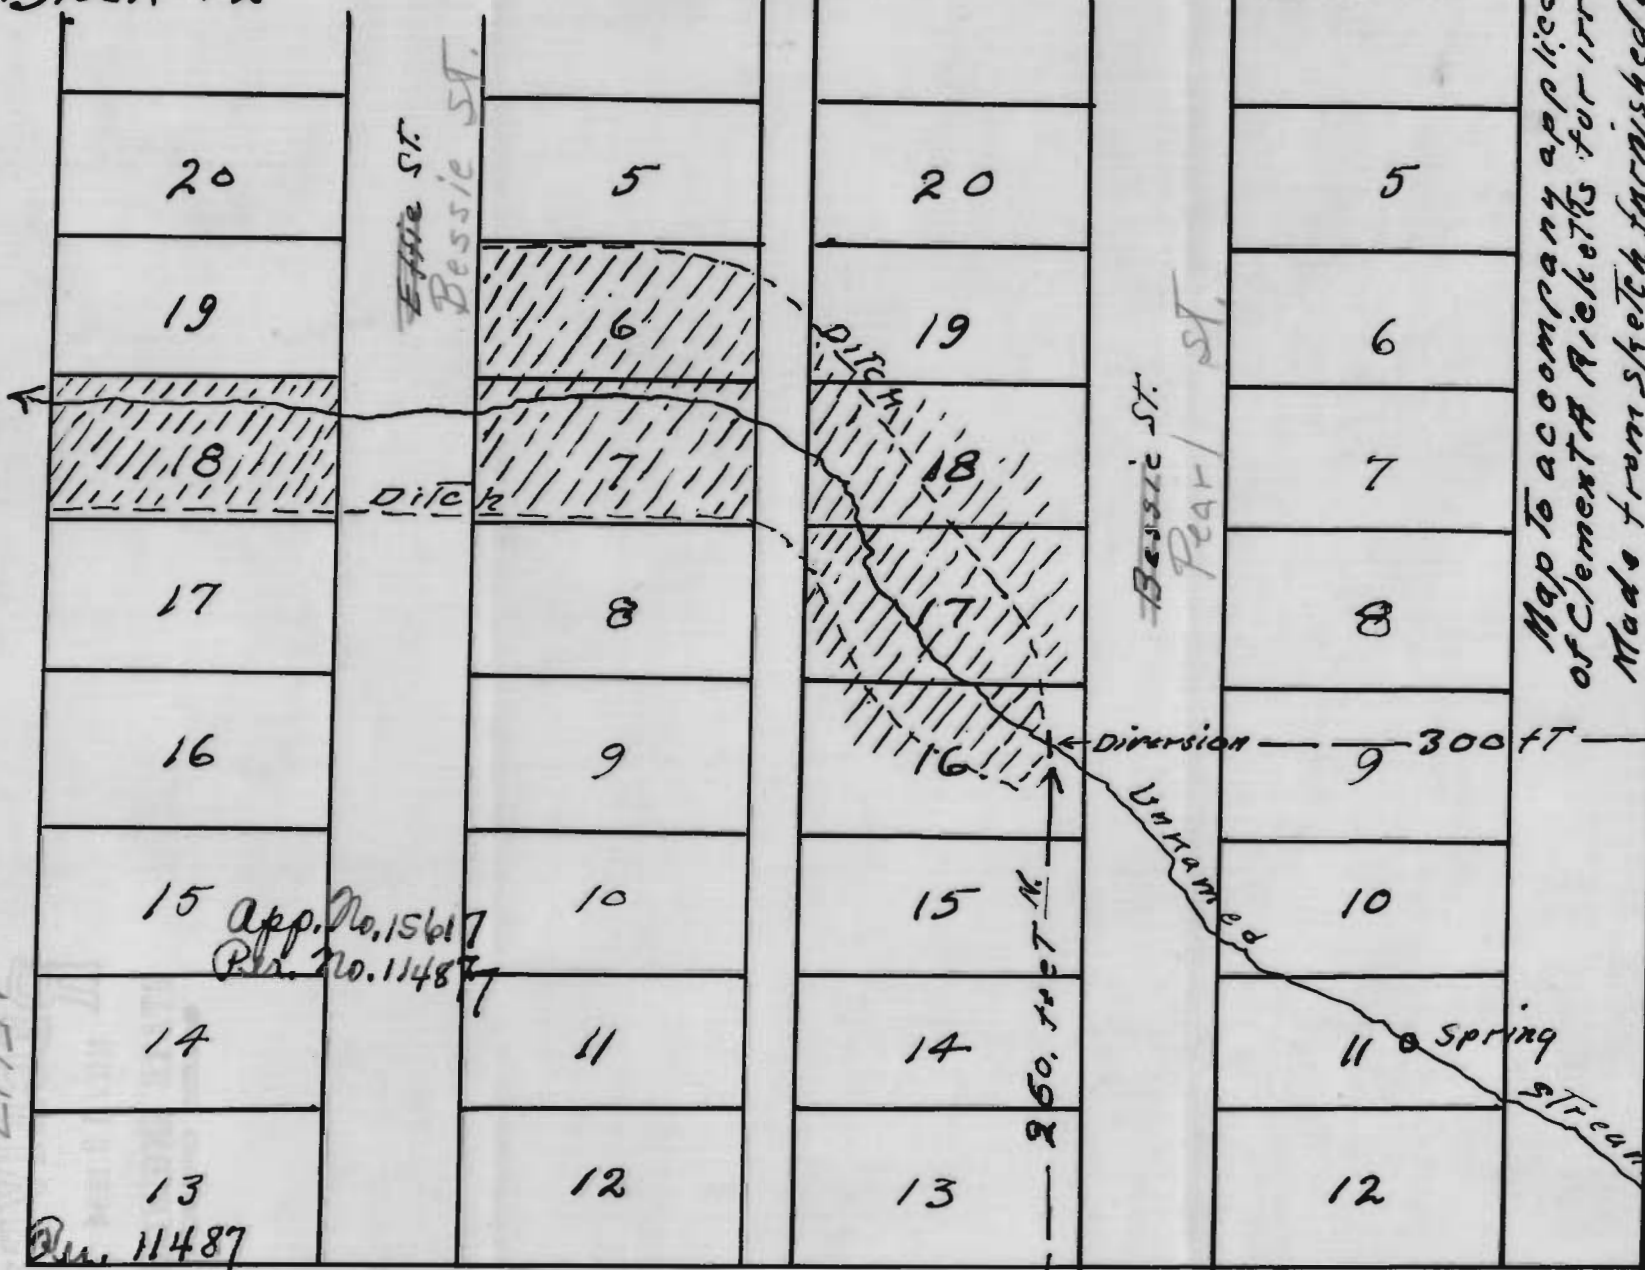 20
19
18
17
16
15
14
13
Effie ST.
Bessie ST.
5
6
7
8
9
10
11
12
20
19
18
17
16
15
14
13
Bessie ST.
Pearl ST.
5
6
7
8
9
10
11
12
Ditch
Ditch
Diversion
300 fT
260. feeT N.
Unnamed
Stream
Spring
App. No. 15617
Per. No. 11487
Per. 11487
Map To accompany
of ClementA RickeTTs for irr
Made from skeTch furnished